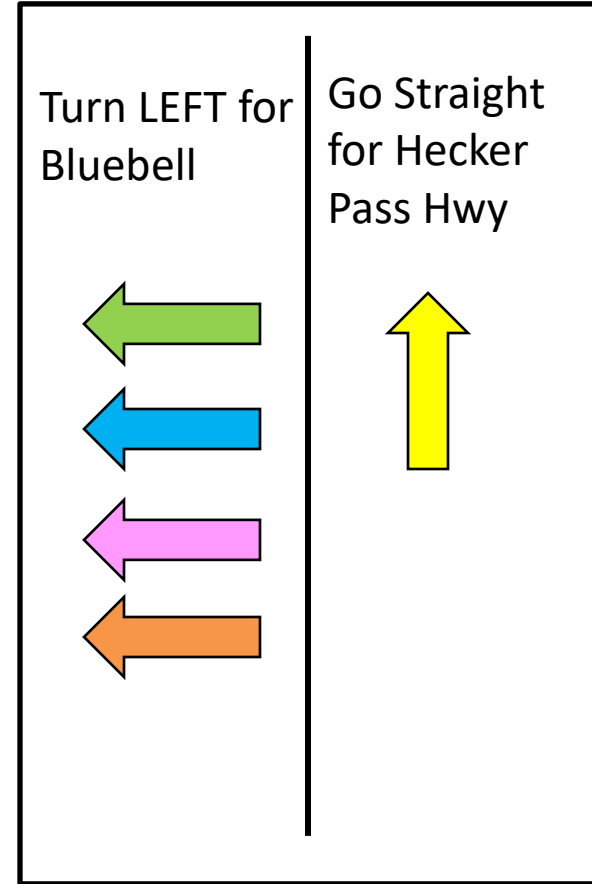 Turn LEFT for
Bluebell
Go Straight
for Hecker
Pass Hwy